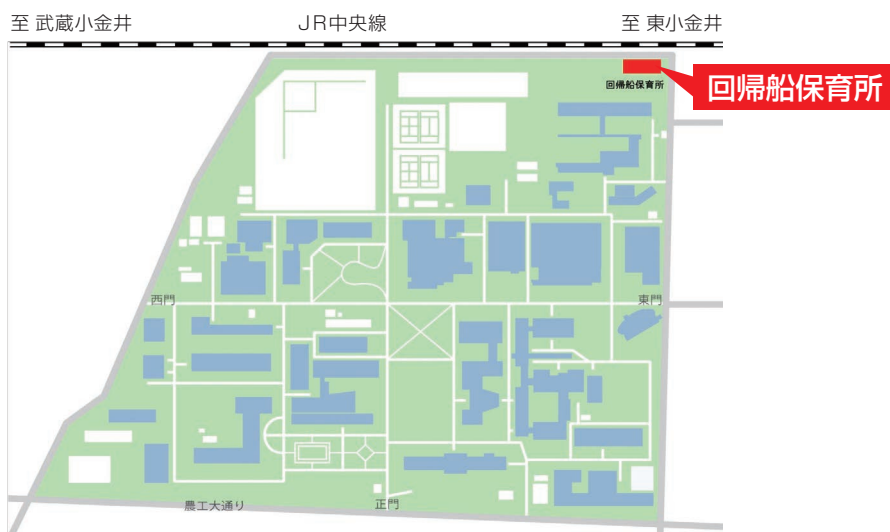 至 武蔵小金井
JR中央線
至 東小金井
回帰船保育所
回帰船保育所
西門
東門
農工大通り
正門